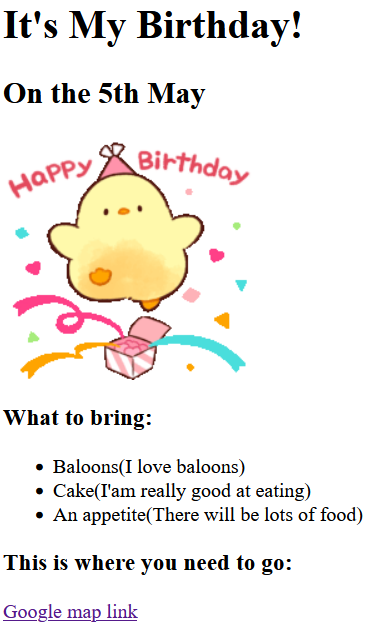 It's My Birthday!
On the 5th May
Happy Birthday
What to bring:
Baloons(I love baloons)
Cake(I'am really good at eating)
An appetite(There will be lots of food)
This is where you need to go:
Google map link